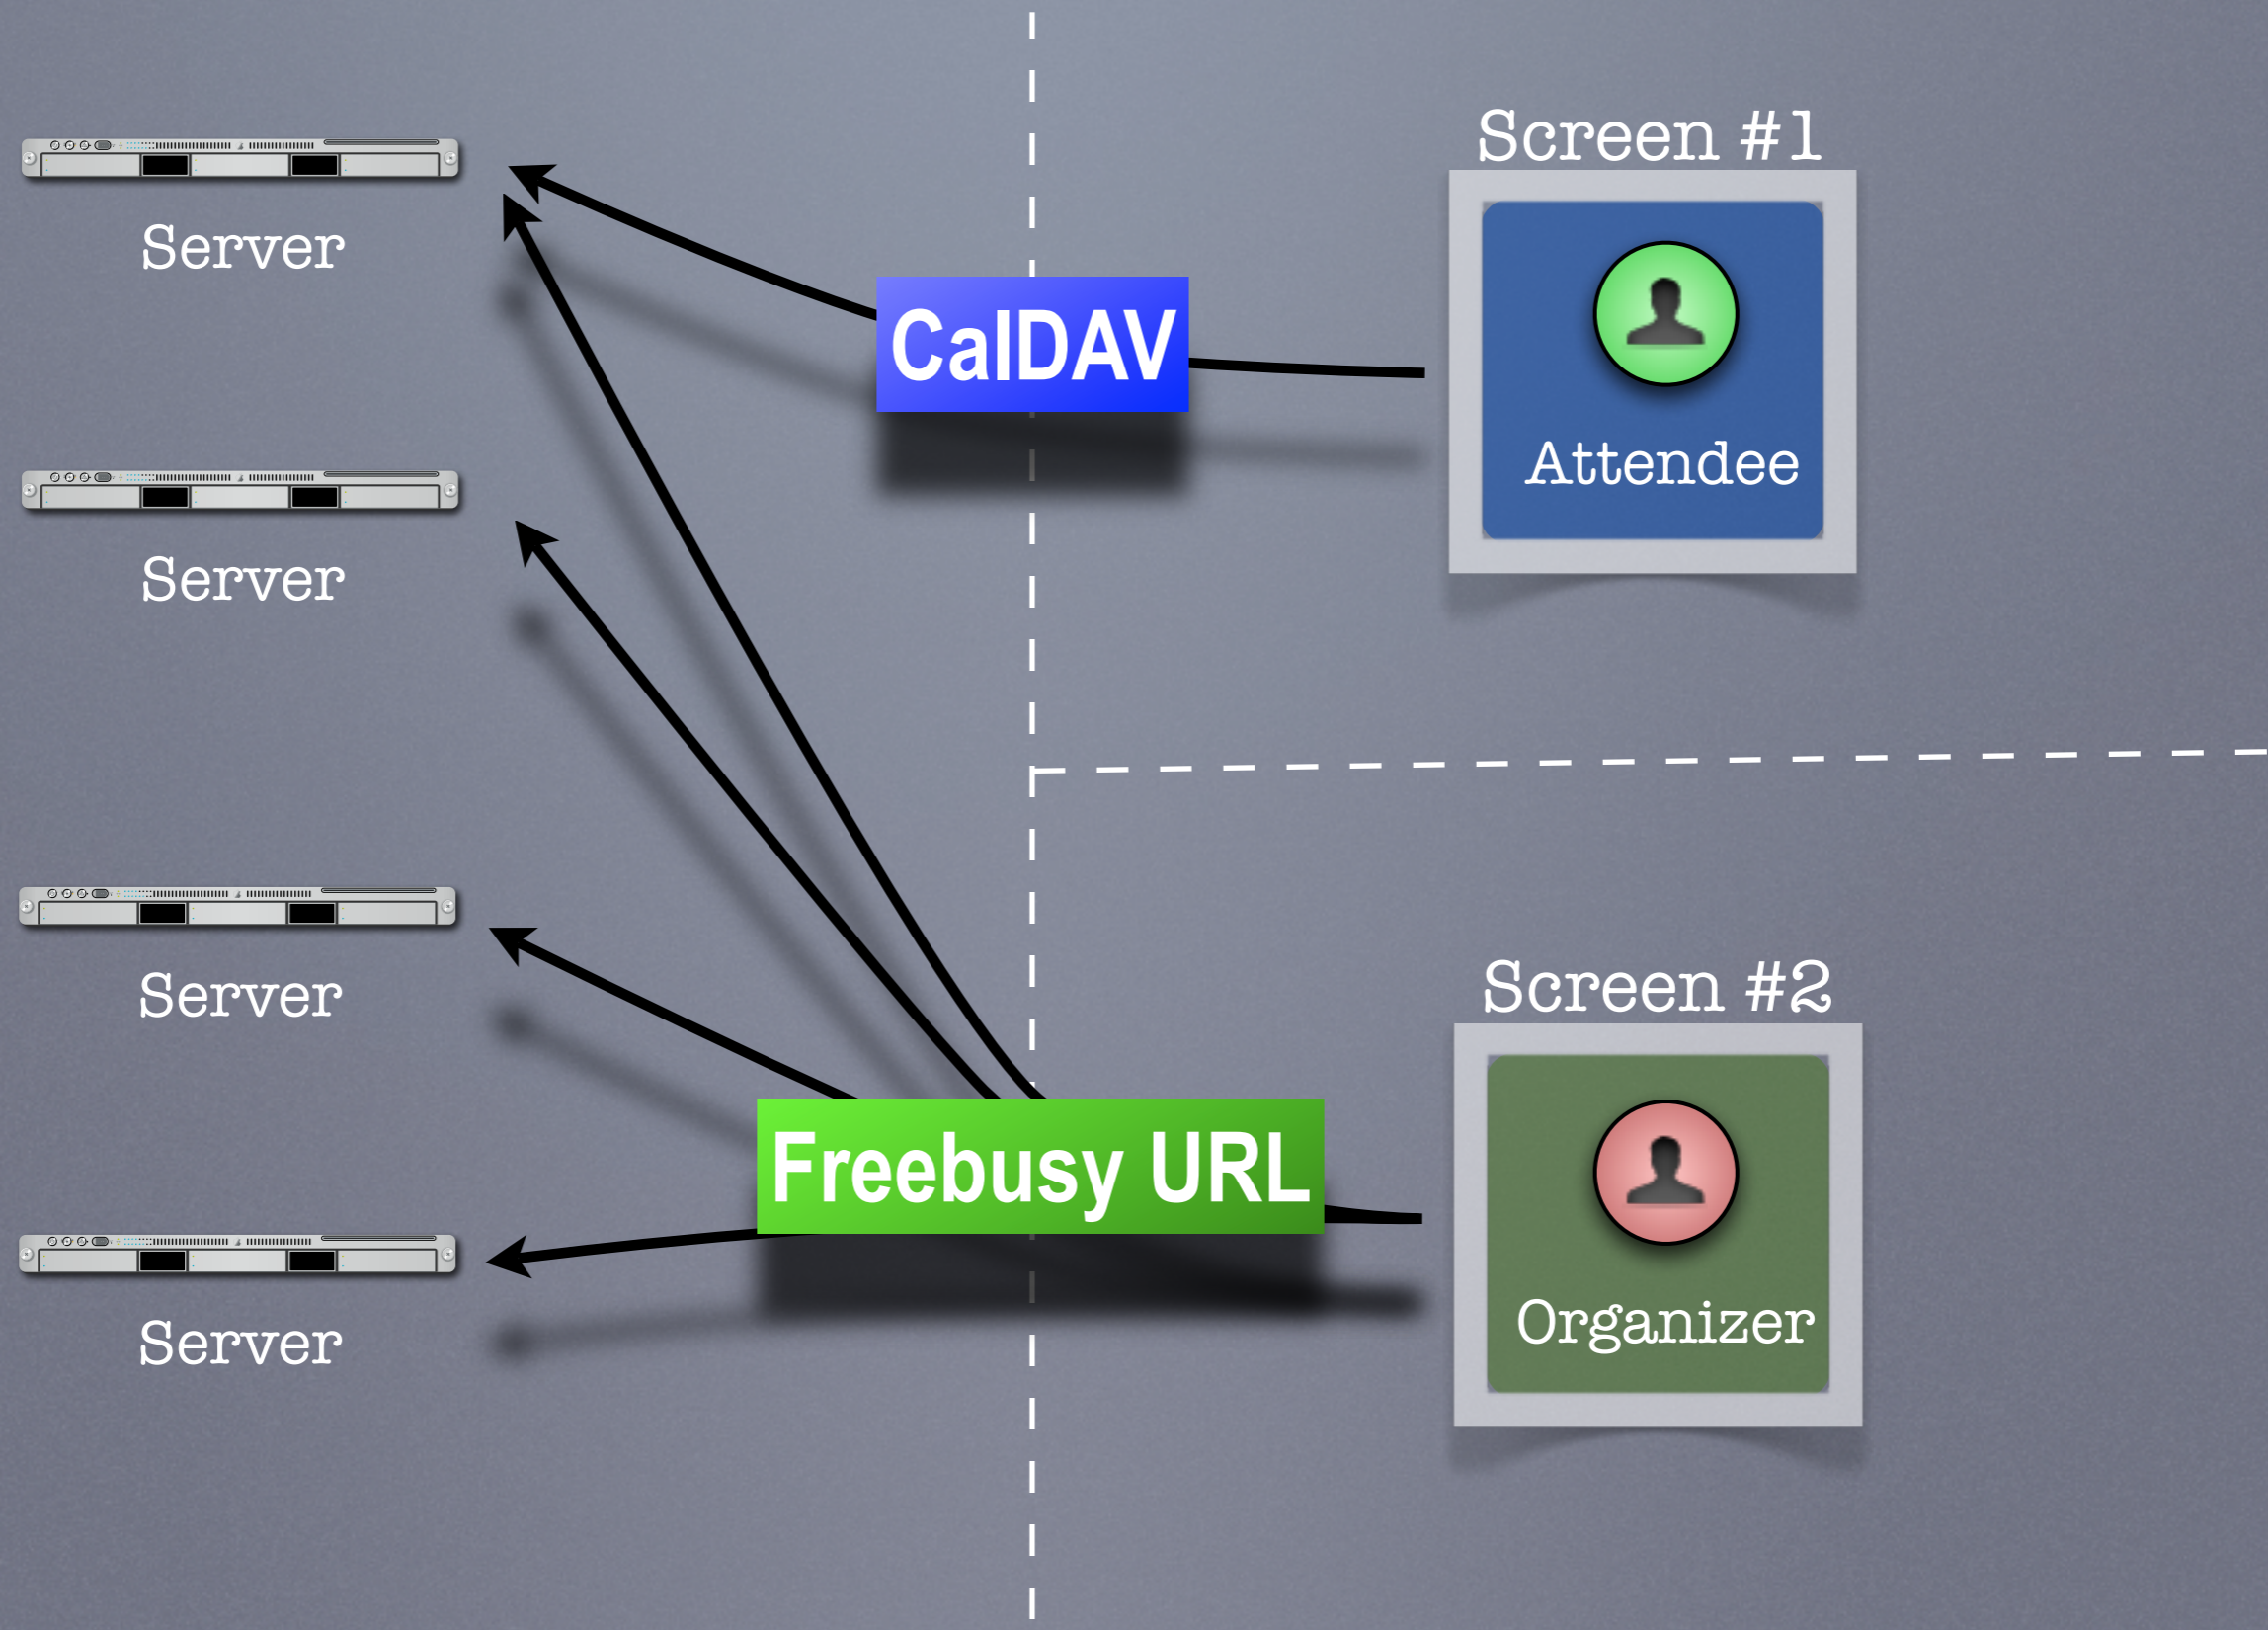 Screen #1
Server
CalDAV
Attendee
Server
Screen #2
Server
Freebusy URL
Organizer
Server